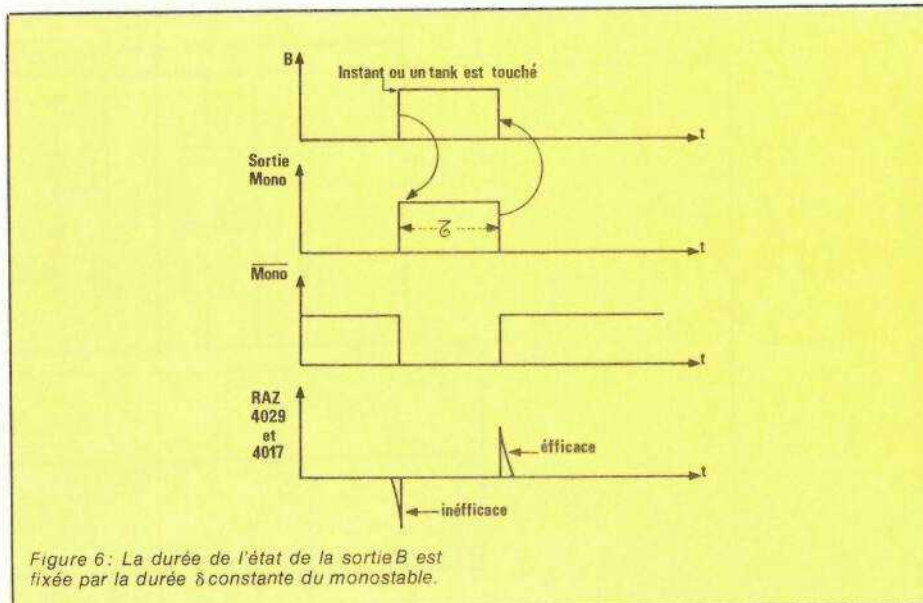 B
Instant ou un tank est touché
t
Sortie
Mono
t
Mono
t
RAZ
4029
et
4017
éfficace
t
inéfficace
Figure 6: La durée de l'état de la sortie B est
fixée par la durée δ constante du monostable.